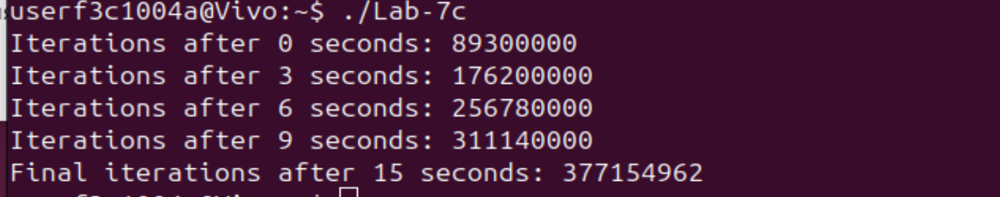 userf3c1004a@Vivo:~$ ./Lab-7c
Iterations after 0 seconds: 89300000
Iterations after 3 seconds: 176200000
Iterations after 6 seconds: 256780000
Iterations after 9 seconds: 311140000
Final iterations after 15 seconds: 377154962